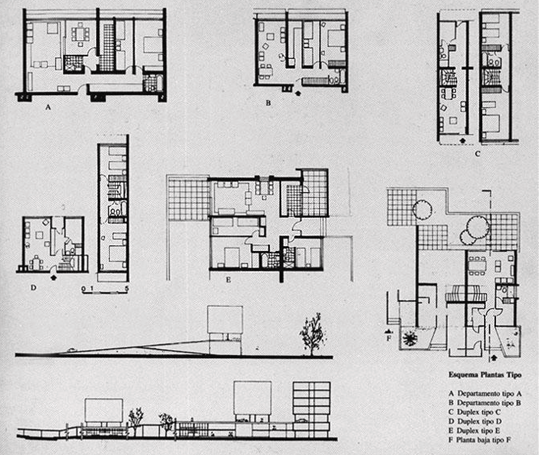 A
B
C
D
0 1 5
E
F
Esquema Plantas Tipo
A Departamento tipo A
B Departamento tipo B
C Duplex tipo C
D Duplex tipo D
E Duplex tipo E
F Planta baja tipo F